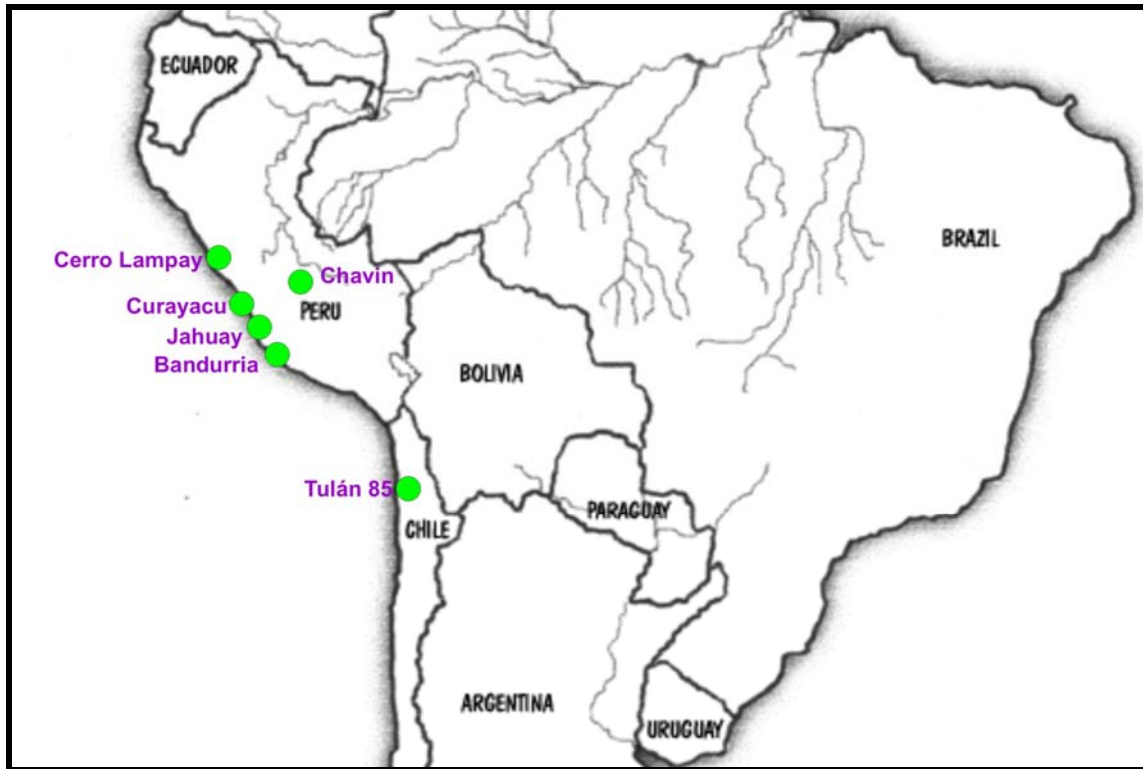 ECUADOR
BRAZIL
Cerro Lampay
Chavin
Curayacu
PERU
Jahuay
Bandurria
BOLIVIA
Tulán 85
PARAGUAY
CHILE
ARGENTINA
URUGUAY